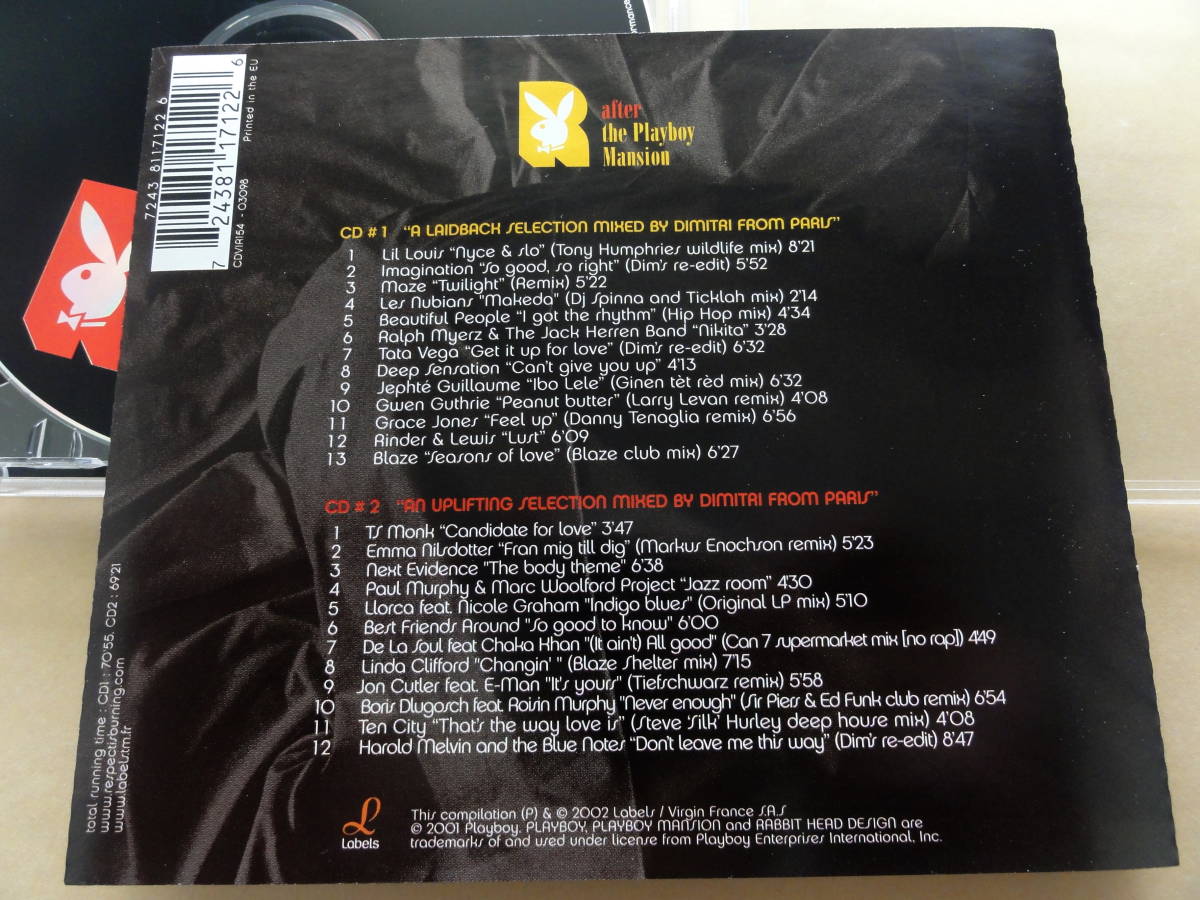 rmance
7243 8117122 6
7 24381 17122 6
Printed in the EU
CDVIR154 - 03098
after
the Playboy
Mansion
CD # 1 "A LAIDBACK SELECTION MIXED BY DIMITRI FROM PARIS"
1 Lil Louis "Nyce & slo" (Tony Humphries wildlife mix) 8'21
2 Imagination "So good, so right" (Dim's re-edit) 5'52
3 Maze "Twilight" (Remix) 5'22
4 Les Nubians "Makeda" (Dj Spinna and Ticklah mix) 2'14
5 Beautiful People "I got the rhythm" (Hip Hop mix) 4'34
6 Ralph Myerz & The Jack Herren Band "Nikita" 3'28
7 Tata Vega "Get it up for love" (Dim's re-edit) 6'32
8 Deep Sensation "Can't give you up" 4'13
9 Jephté Guillaume "Ibo Lele" (Ginen tèt rèd mix) 6'32
10 Gwen Guthrie "Peanut butter" (Larry Levan remix) 4'08
11 Grace Jones "Feel up" (Danny Tenaglia remix) 6'56
12 Rinder & Lewis "Lust" 6'09
13 Blaze "Seasons of love" (Blaze club mix) 6'27
CD # 2 "AN UPLIFTING SELECTION MIXED BY DIMITRI FROM PARIS"
1 TS Monk "Candidate for love" 3'47
2 Emma Nilsdotter "Fran mig till dig" (Markus Enochson remix) 5'23
3 Next Evidence "The body theme" 6'38
4 Paul Murphy & Marc Woolford Project "Jazz room" 4'30
5 Llorca feat. Nicole Graham "Indigo blues" (Original LP mix) 5'10
6 Best Friends Around "So good to know" 6'00
7 De La Soul feat Chaka Khan "(It ain't) All good" (Can 7 supermarket mix [no rap]) 4'49
8 Linda Clifford "Changin' " (Blaze Shelter mix) 7'15
9 Jon Cutler feat. E-Man "It's yours" (Tiefschwarz remix) 5'58
10 Boris Dlugosch feat. Roisin Murphy "Never enough" (Sir Piers & Ed Funk club remix) 6'54
11 Ten City "That's the way love is" (Steve 'Silk' Hurley deep house mix) 4'08
12 Harold Melvin and the Blue Notes "Don't leave me this way" (Dim's re-edit) 8'47
total running time : CD1 : 70'55, CD2 : 69'21
www.respectisburning.com
www.labels.tm.fr
L
Labels
This compilation (P) & © 2002 Labels / Virgin France S.A.S
© 2001 Playboy. PLAYBOY, PLAYBOY MANSION and RABBIT HEAD DESIGN are
trademarks of and used under license from Playboy Enterprises International, Inc.